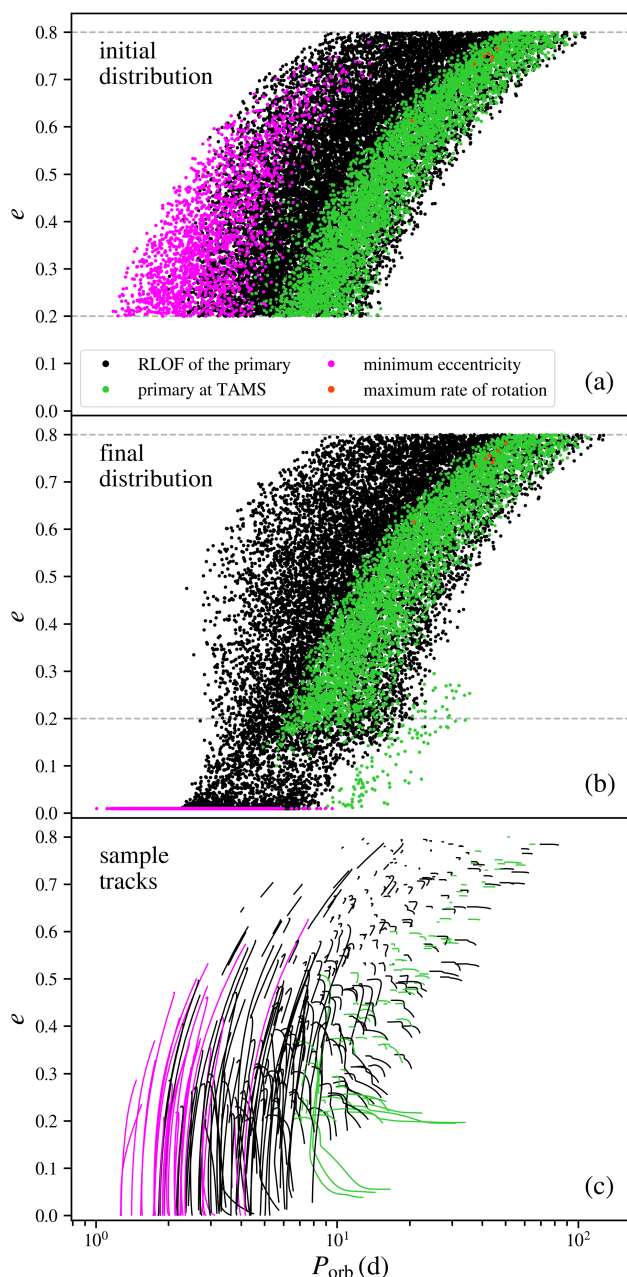 0.8
initial
distribution
0.7
0.6
0.5
e
0.4
0.3
0.2
0.1
RLOF of the primary
minimum eccentricity
primary at TAMS
maximum rate of rotation
(a)
0.0
0.8
final
distribution
0.7
0.6
0.5
e
0.4
0.3
0.2
0.1
(b)
0.0
0.8
sample
tracks
0.7
0.6
0.5
e
0.4
0.3
0.2
0.1
(c)
0.0
10⁰ 2 3 10¹ 10²
P_orb (d)